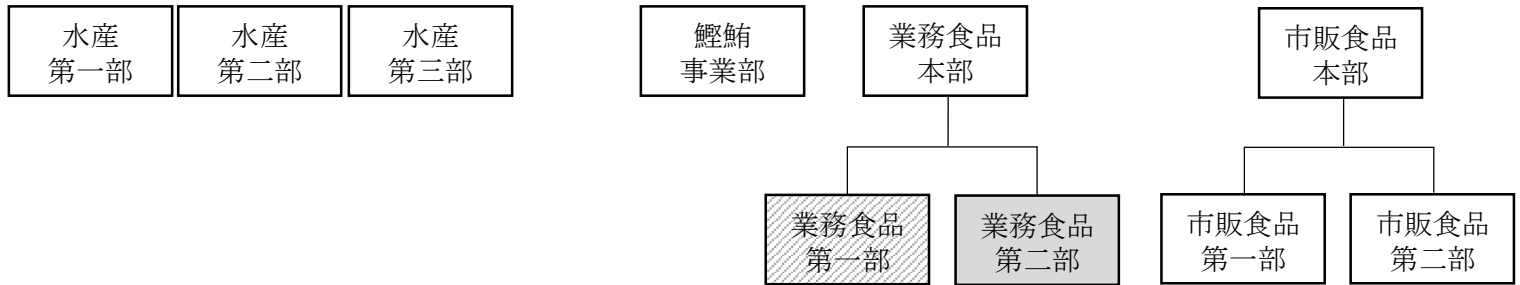 水産
第一部
水産
第二部
水産
第三部
鰹鮪
事業部
業務食品
本部
市販食品
本部
業務食品
第一部
業務食品
第二部
市販食品
第一部
市販食品
第二部